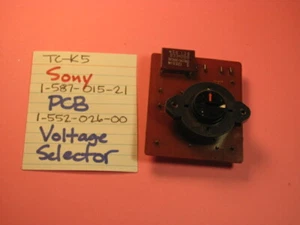 TC-K5
Sony
1-587-015-21
PCB
1-552-026-00
Voltage
Selector